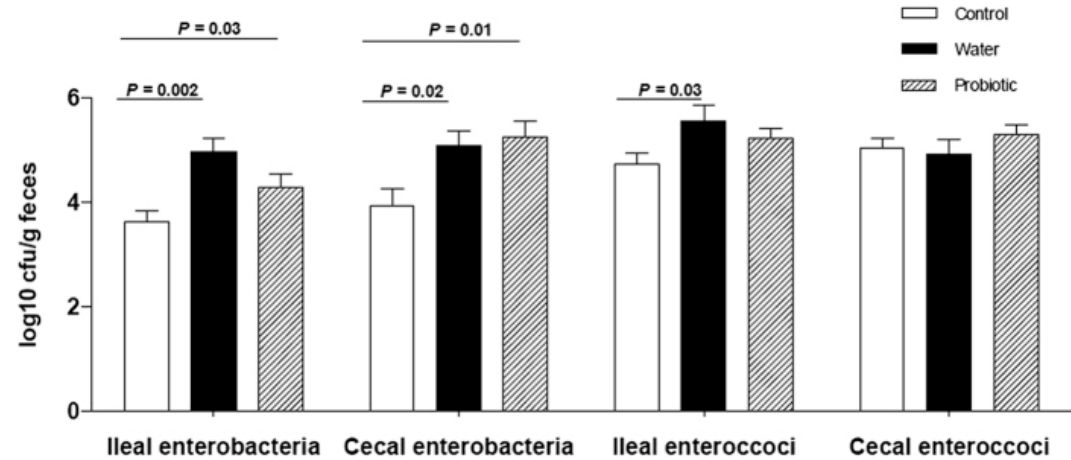 Control
Water
Probiotic
P = 0.03
P = 0.01
P = 0.002
P = 0.02
P = 0.03
6
4
2
0
log10 cfu/g feces
Ileal enterobacteria
Cecal enterobacteria
Ileal enteroccoci
Cecal enteroccoci